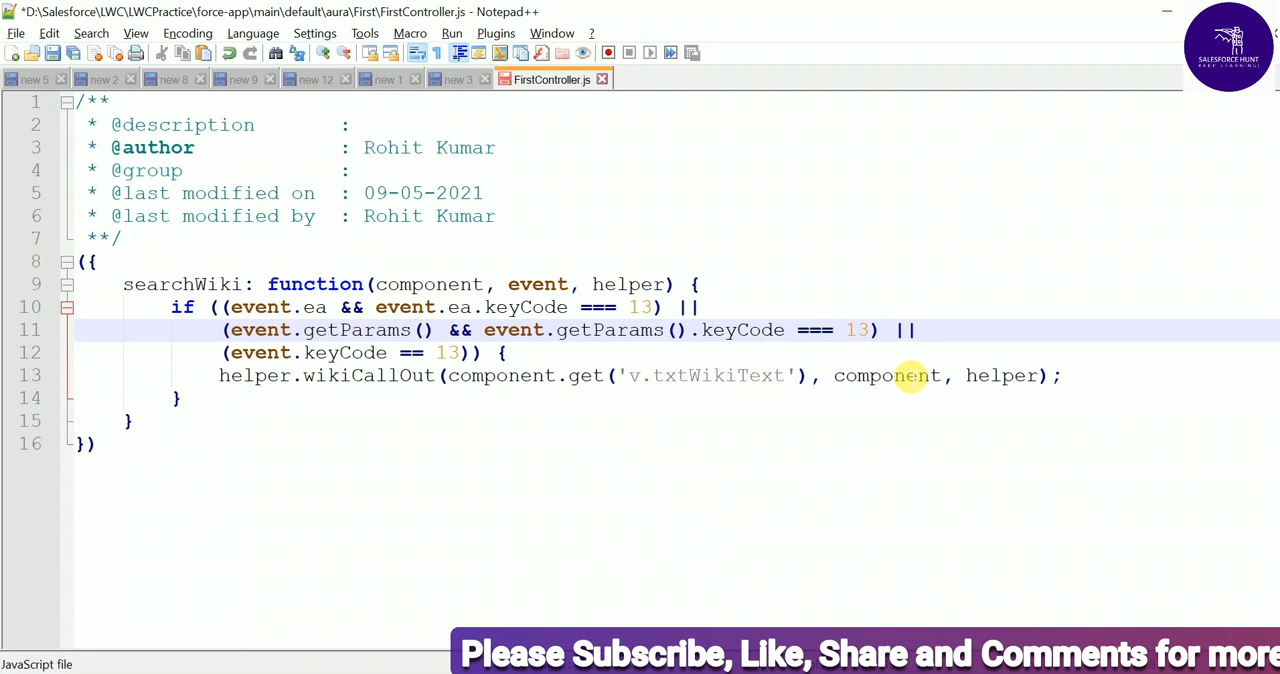 *D:\Salesforce\LWC\LWCPractice\force-app\main\default\aura\First\FirstController.js - Notepad++
File Edit Search View Encoding Language Settings Tools Macro Run Plugins Window ?
new 5 new 2 new 8 new 9 new 12 new 1 new 3 FirstController.js
SALESFORCE HUNT
KEEP LEARNING!
1 /**
2 * @description :
3 * @author : Rohit Kumar
4 * @group :
5 * @last modified on : 09-05-2021
6 * @last modified by : Rohit Kumar
7 **/
8 ({
9 searchWiki: function(component, event, helper) {
10 if ((event.ea && event.ea.keyCode === 13) ||
11 (event.getParams() && event.getParams().keyCode === 13) ||
12 (event.keyCode == 13)) {
13 helper.wikiCallOut(component.get('v.txtWikiText'), component, helper);
14 }
15 }
16 })
Please Subscribe, Like, Share and Comments for more
JavaScript file